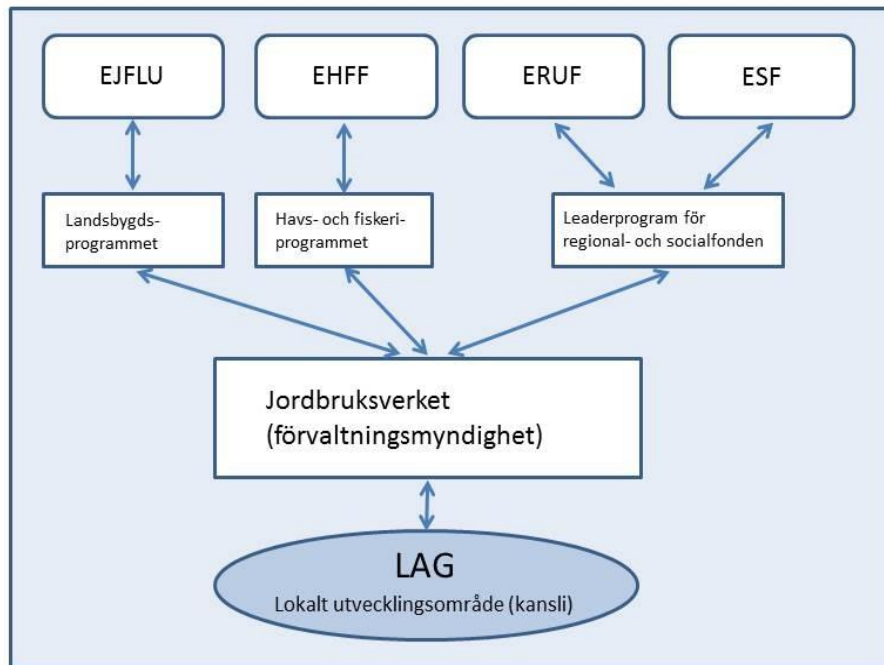 EJFLU
EHFF
ERUF
ESF
Landsbygds-
programmet
Havs- och fiskeri-
programmet
Leaderprogram för
regional- och socialfonden
Jordbruksverket
(förvaltningsmyndighet)
LAG
Lokalt utvecklingsområde (kansli)